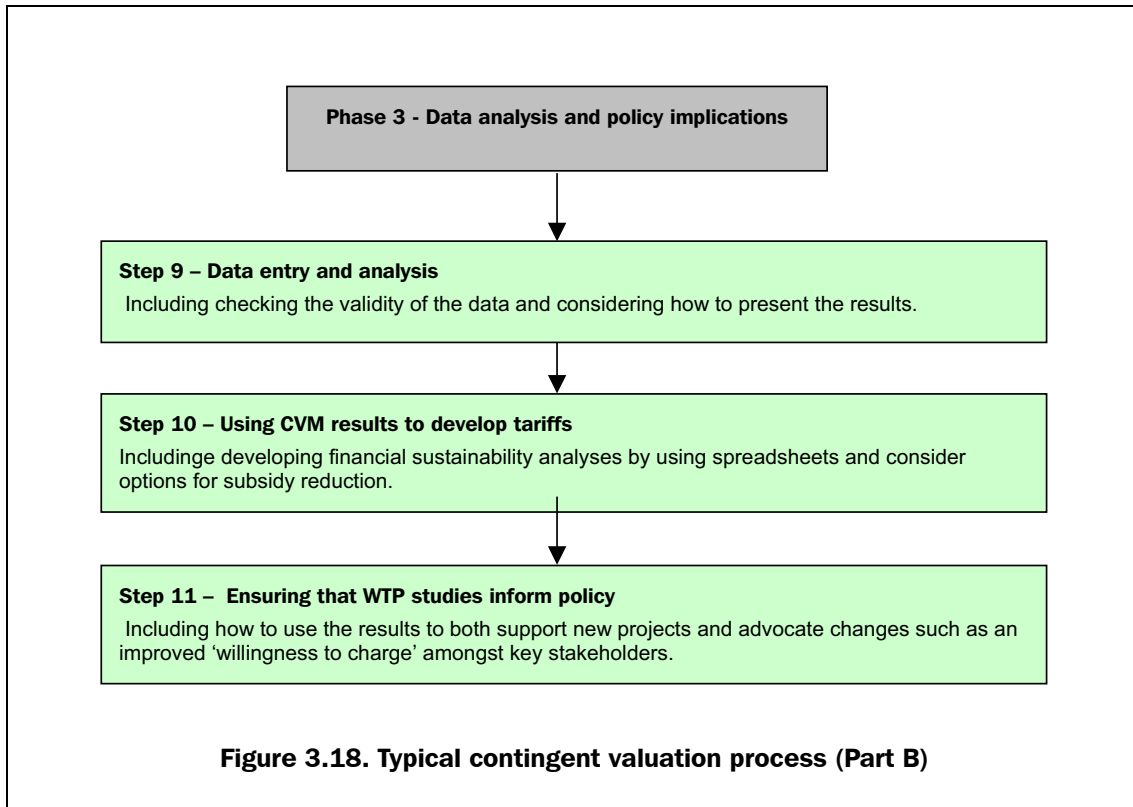 Phase 3 - Data analysis and policy implications
Step 9 – Data entry and analysis
Including checking the validity of the data and considering how to present the results.
Step 10 – Using CVM results to develop tariffs
Includinge developing financial sustainability analyses by using spreadsheets and consider
options for subsidy reduction.
Step 11 – Ensuring that WTP studies inform policy
Including how to use the results to both support new projects and advocate changes such as an
improved ‘willingness to charge’ amongst key stakeholders.
Figure 3.18. Typical contingent valuation process (Part B)